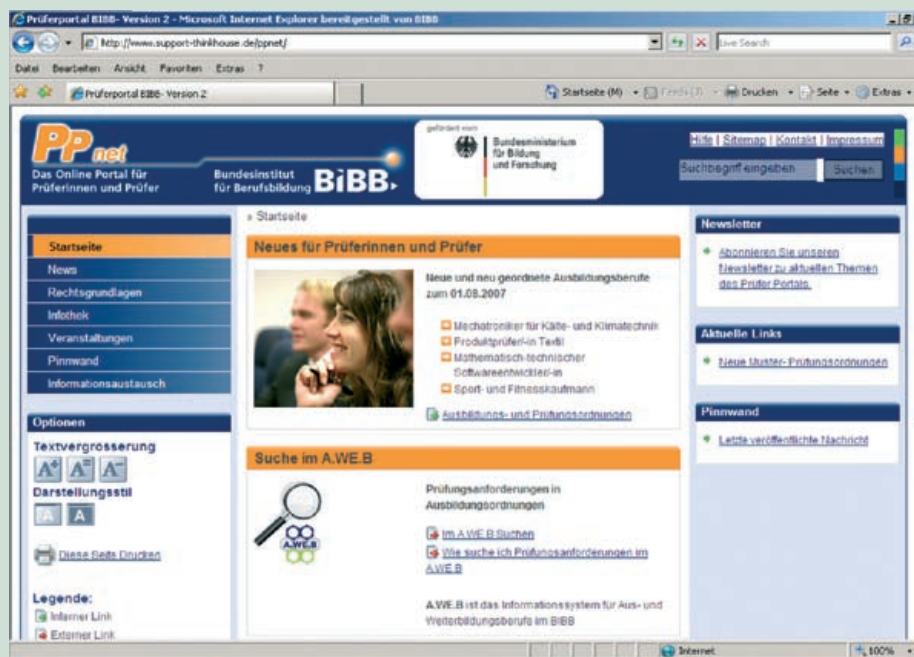 Prüferportal BIBB- Version 2 - Microsoft Internet Explorer bereitgestellt von BIBB
http://www.support-thinkhouse.de/ppnet/
Live Search
Datei Bearbeiten Ansicht Favoriten Extras ?
Prüferportal BIBB- Version 2
Startseite (M) Feeds (J) Drucken Seite Extras
PP net
Das Online Portal für
Prüferinnen und Prüfer
Bundesinstitut
für Berufsbildung BiBB
gefördert vom
Bundesministerium
für Bildung
und Forschung
Hilfe | Sitemap | Kontakt | Impressum
Suchbegriff eingeben Suchen
Startseite
News
Rechtsgrundlagen
Infothek
Veranstaltungen
Pinnwand
Informationsaustausch
Optionen
Textvergrösserung
A+ A= A-
Darstellungsstil
A A
Diese Seite Drucken
Legende:
Interner Link
Externer Link
» Startseite
Neues für Prüferinnen und Prüfer
Neue und neu geordnete Ausbildungsberufe
zum 01.08.2007
Mechatroniker für Kälte- und Klimatechnik
Produktprüfer/-in Textil
Mathematisch-technischer
Softwareentwickler/-in
Sport- und Fitnesskaufmann
Ausbildungs- und Prüfungsordnungen
Suche im A.WE.B
A.WE.B
Prüfungsanforderungen in
Ausbildungsordnungen
Im A.WE.B Suchen
Wie suche ich Prüfungsanforderungen im
A.WE.B
A.WE.B ist das Informationssystem für Aus- und
Weiterbildungsberufe im BIBB
Newsletter
Abonnieren Sie unseren
Newsletter zu aktuellen Themen
des Prüfer Portals.
Aktuelle Links
Neue Muster- Prüfungsordnungen
Pinnwand
Letzte veröffentlichte Nachricht
Internet 100%